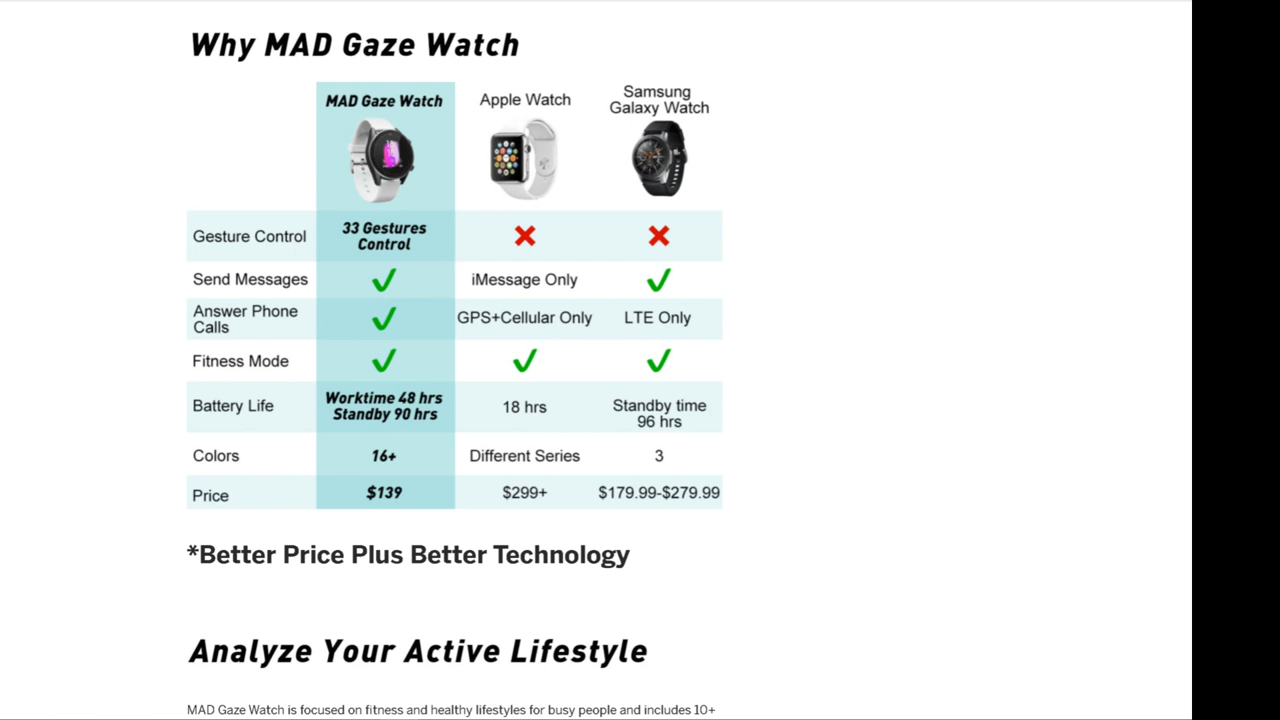 Why MAD Gaze Watch
MAD Gaze Watch
Apple Watch
Samsung
Galaxy Watch
Gesture Control
33 Gestures
Control
Send Messages
iMessage Only
Answer Phone
Calls
GPS+Cellular Only
LTE Only
Fitness Mode
Battery Life
Worktime 48 hrs
Standby 90 hrs
18 hrs
Standby time
96 hrs
Colors
16+
Different Series
3
Price
$139
$299+
$179.99-$279.99
*Better Price Plus Better Technology
Analyze Your Active Lifestyle
MAD Gaze Watch is focused on fitness and healthy lifestyles for busy people and includes 10+